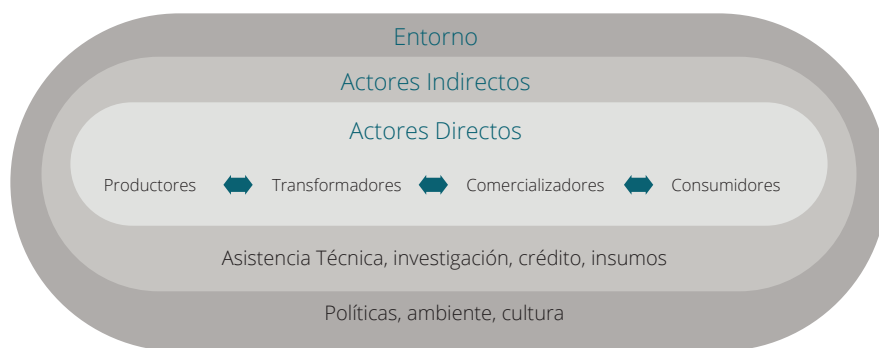 Entorno
Actores Indirectos
Actores Directos
Productores Transformadores Comercializadores Consumidores
Asistencia Técnica, investigación, crédito, insumos
Políticas, ambiente, cultura